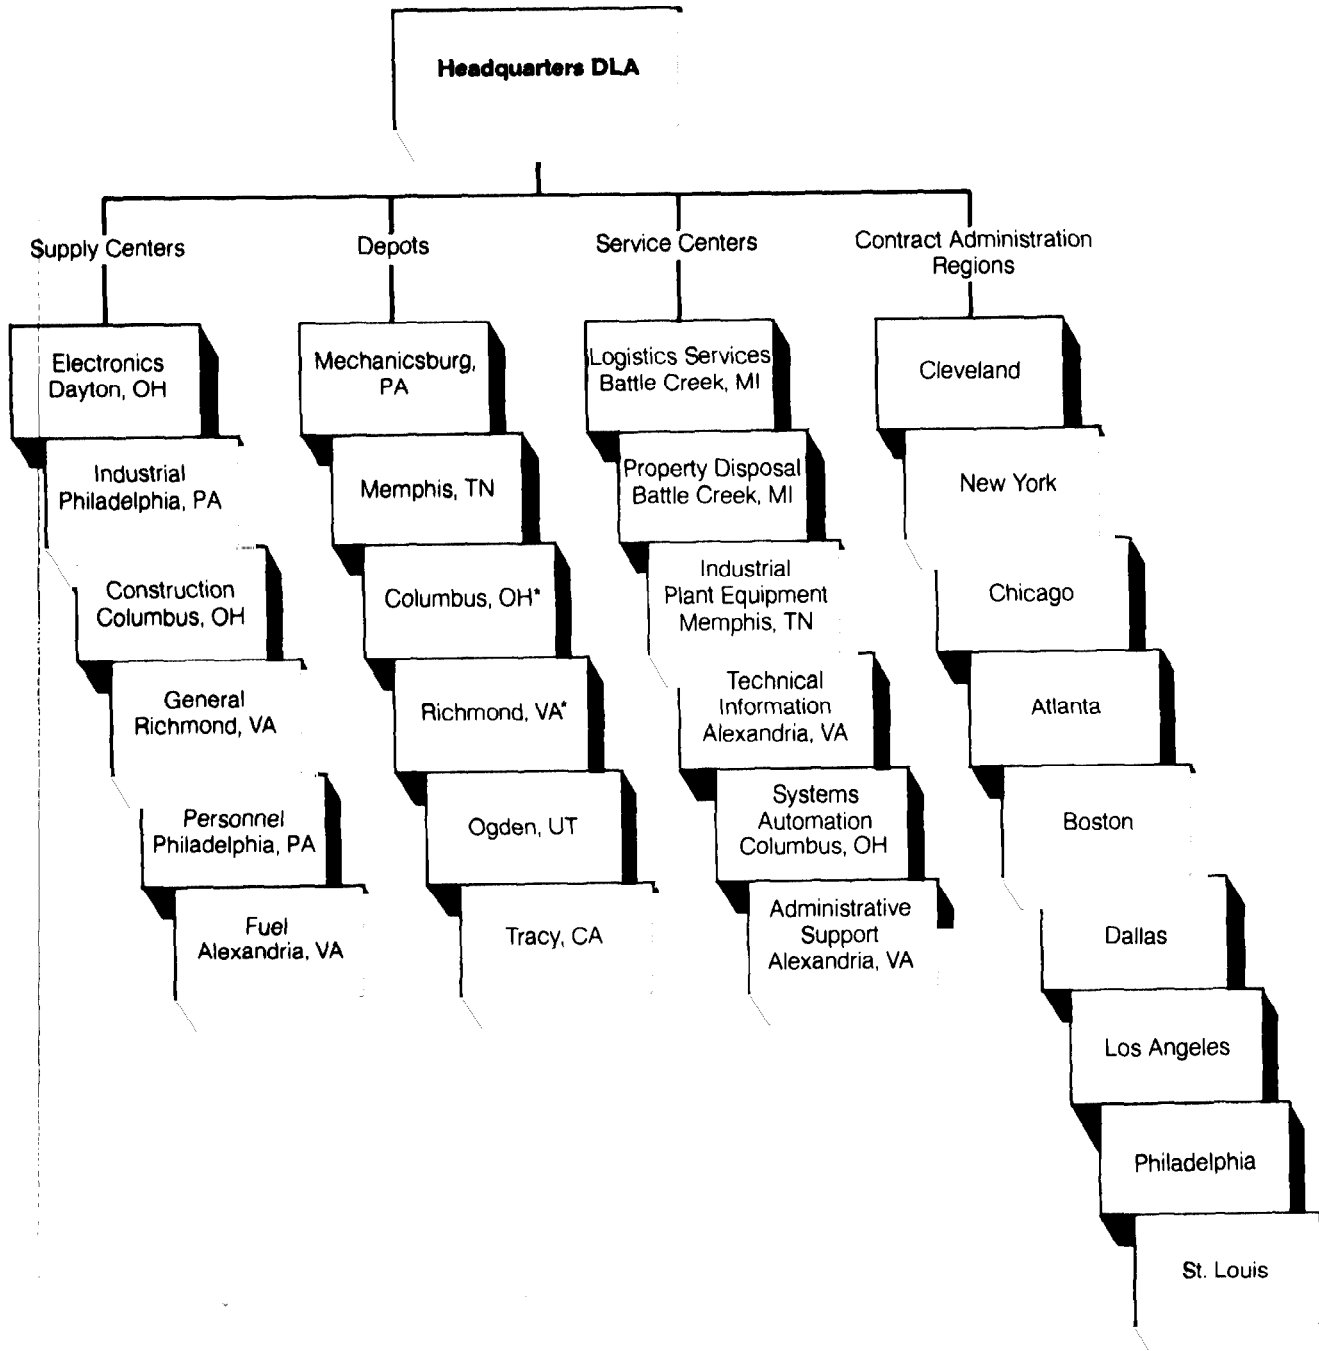 Headquarters DLA
Supply Centers
Electronics
Dayton, OH
Industrial
Philadelphia, PA
Construction
Columbus, OH
General
Richmond, VA
Personnel
Philadelphia, PA
Fuel
Alexandria, VA
Depots
Mechanicsburg,
PA
Memphis, TN
Columbus, OH*
Richmond, VA*
Ogden, UT
Tracy, CA
Service Centers
Logistics Services
Battle Creek, MI
Property Disposal
Battle Creek, MI
Industrial
Plant Equipment
Memphis, TN
Technical
Information
Alexandria, VA
Systems
Automation
Columbus, OH
Administrative
Support
Alexandria, VA
Contract Administration
Regions
Cleveland
New York
Chicago
Atlanta
Boston
Dallas
Los Angeles
Philadelphia
St. Louis